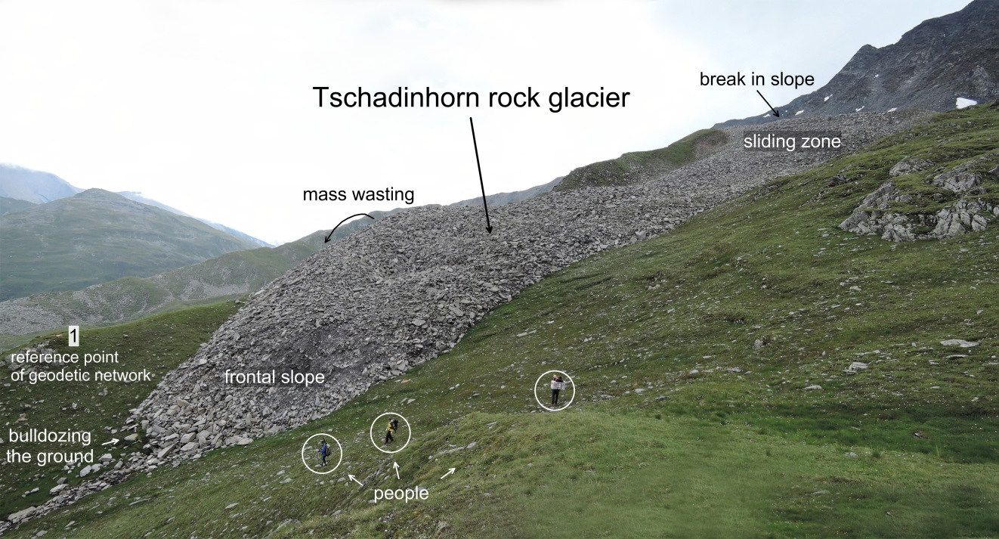 break in slope
Tschadinhorn rock glacier
sliding zone
mass wasting
1
reference point
of geodetic network
frontal slope
bulldozing
the ground
people